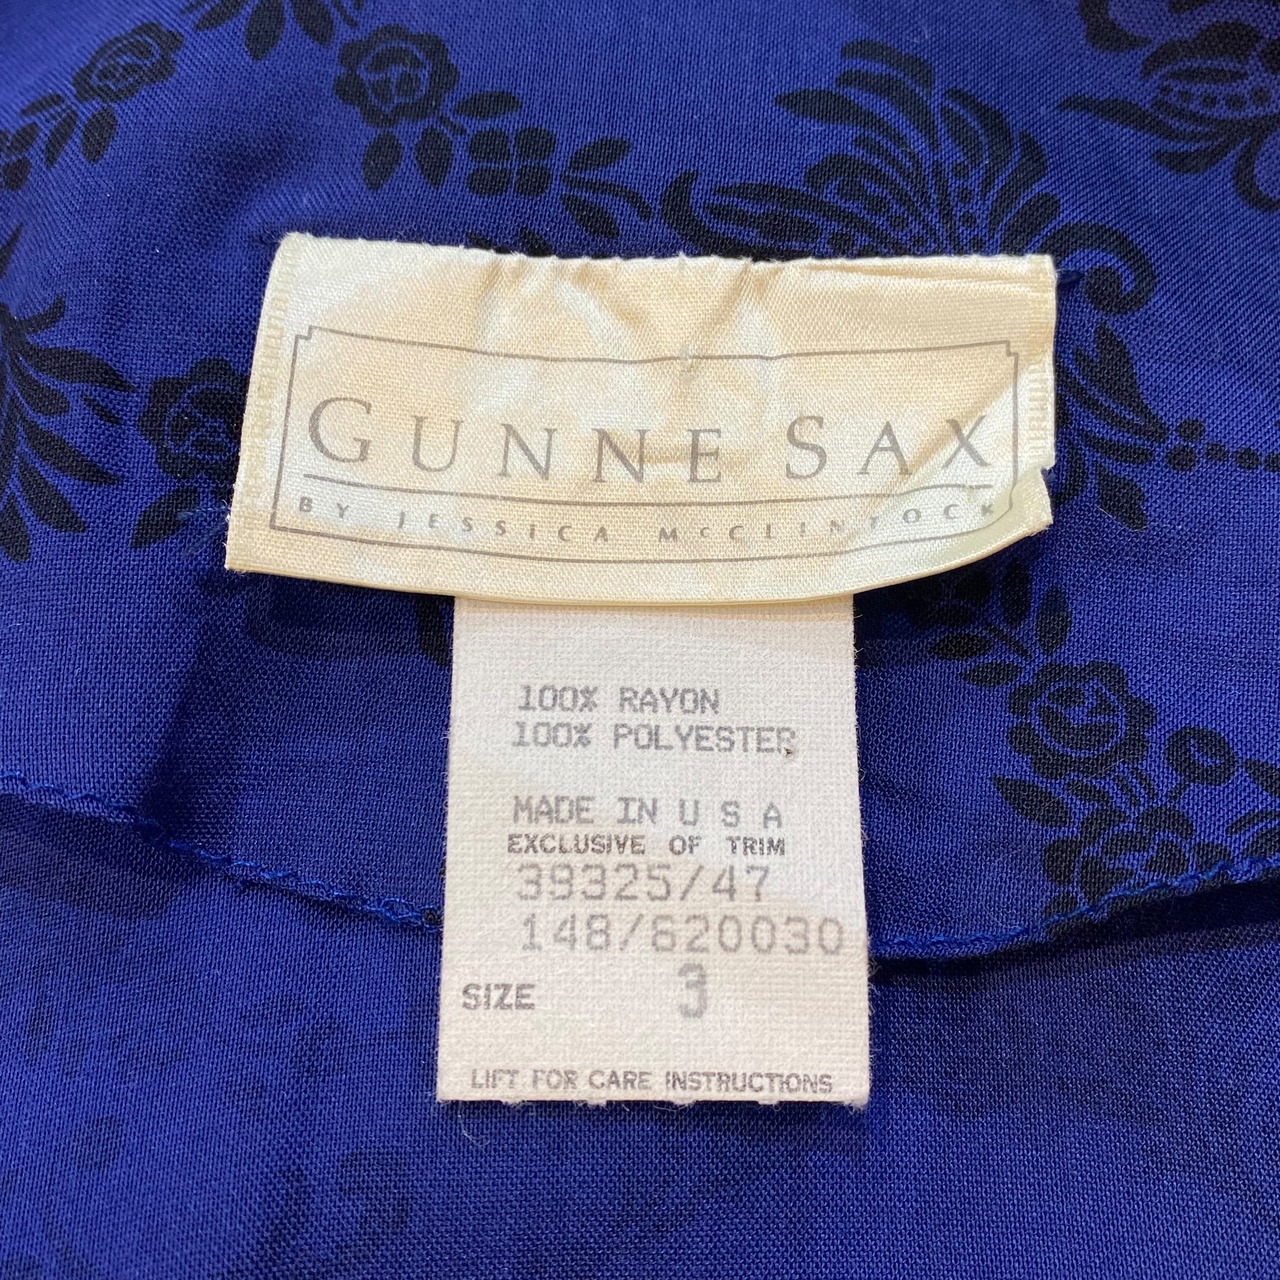 GUNNE SAX
BY JESSICA McCLINTOCK
100% RAYON
100% POLYESTER
MADE IN U S A
EXCLUSIVE OF TRIM
39325/47
148/620030
SIZE 3
LIFT FOR CARE INSTRUCTIONS